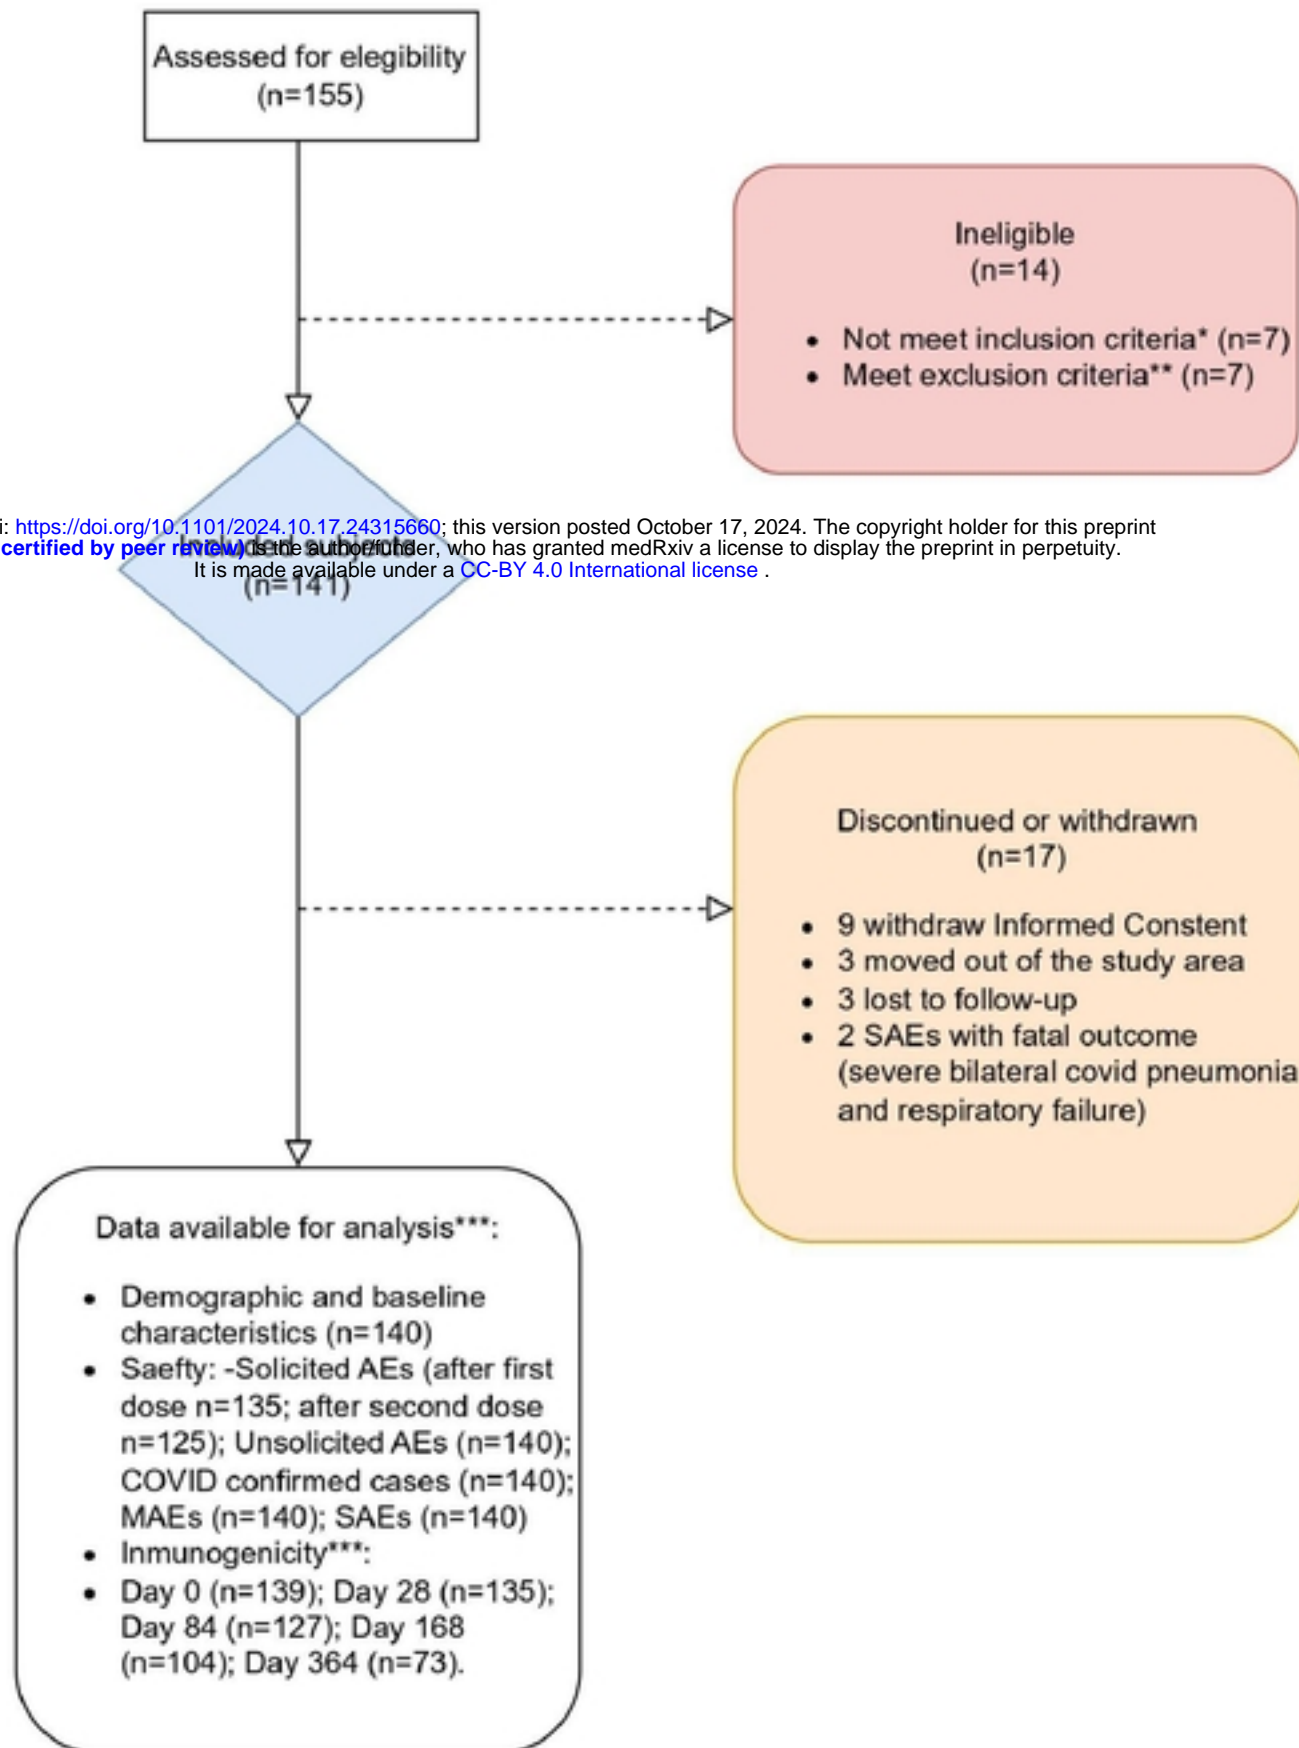 Assessed for elegibility
(n=155)
Ineligible
(n=14)
• Not meet inclusion criteria* (n=7)
• Meet exclusion criteria** (n=7)
i: https://doi.org/10.1101/2024.10.17.24315660; this version posted October 17, 2024. The copyright holder for this preprint
certified by peer review) is the author/funder, who has granted medRxiv a license to display the preprint in perpetuity.
It is made available under a CC-BY 4.0 International license .
Included subjects
(n=141)
Discontinued or withdrawn
(n=17)
• 9 withdraw Informed Constent
• 3 moved out of the study area
• 3 lost to follow-up
• 2 SAEs with fatal outcome
(severe bilateral covid pneumonia
and respiratory failure)
Data available for analysis***:
• Demographic and baseline
characteristics (n=140)
• Saefty: -Solicited AEs (after first
dose n=135; after second dose
n=125); Unsolicited AEs (n=140);
COVID confirmed cases (n=140);
MAEs (n=140); SAEs (n=140)
• Inmunogenicity***:
• Day 0 (n=139); Day 28 (n=135);
Day 84 (n=127); Day 168
(n=104); Day 364 (n=73).